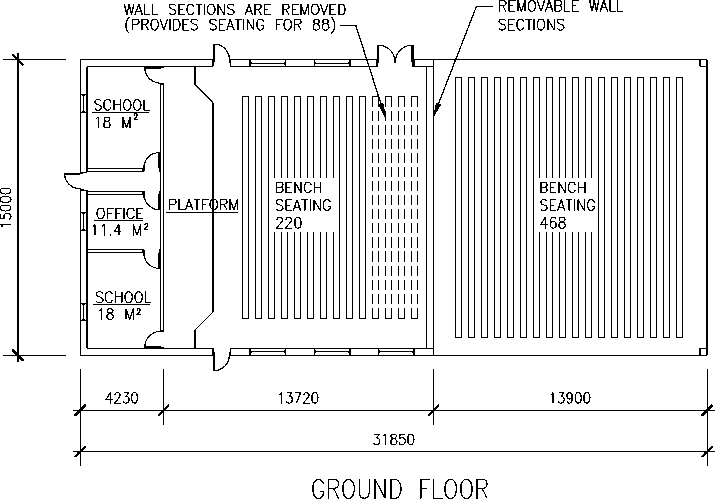 WALL SECTIONS ARE REMOVED
(PROVIDES SEATING FOR 88)
REMOVABLE WALL
SECTIONS
SCHOOL
18 M²
PLATFORM
OFFICE
11.4 M²
SCHOOL
18 M²
BENCH
SEATING
220
BENCH
SEATING
468
15000
4230
13720
13900
31850
GROUND FLOOR